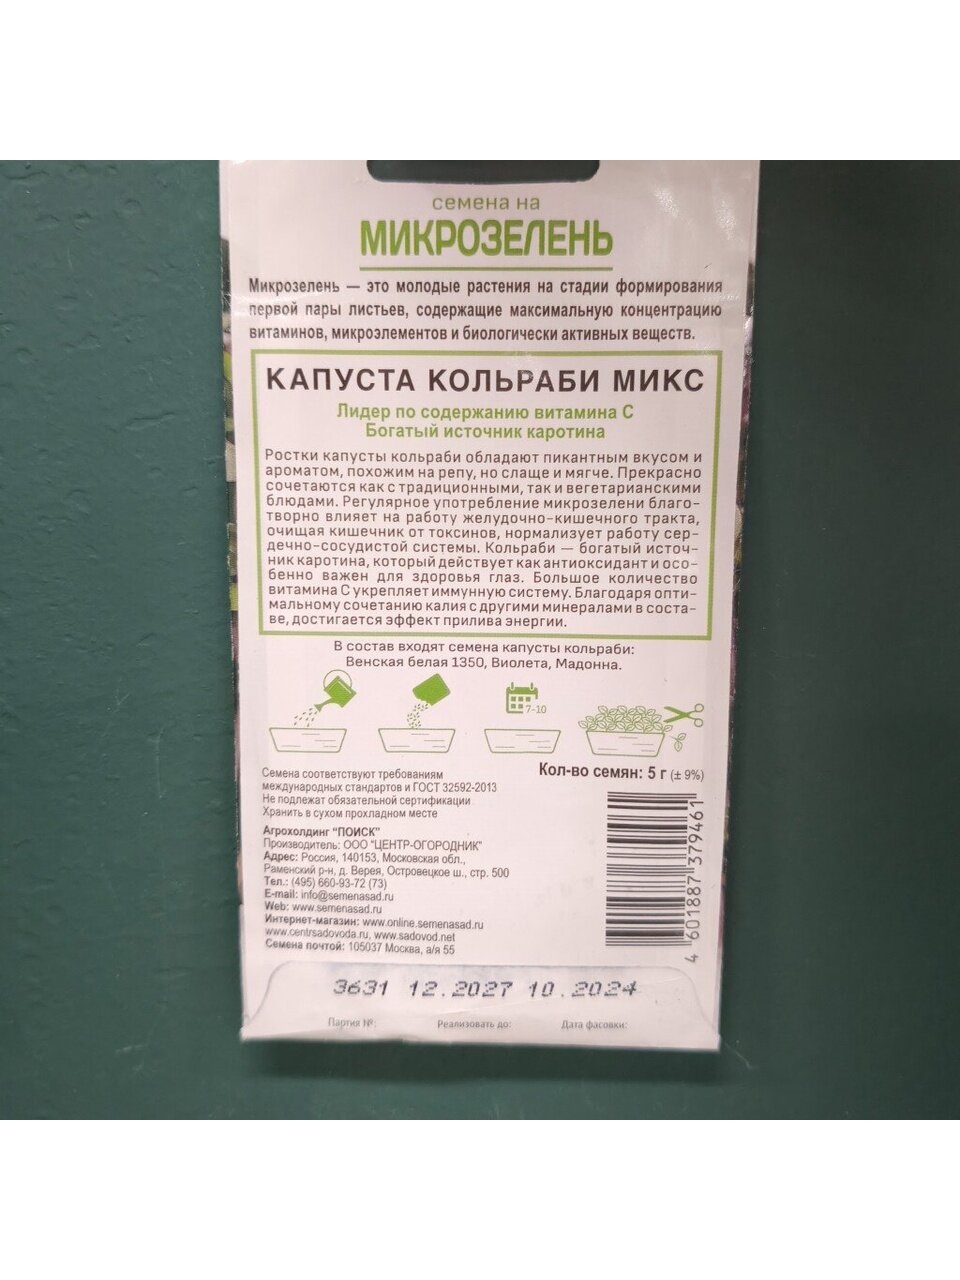 семена на
МИКРОЗЕЛЕНЬ
Микрозелень — это молодые растения на стадии формирования
первой пары листьев, содержащие максимальную концентрацию
витаминов, микроэлементов и биологически активных веществ.
КАПУСТА КОЛЬРАБИ МИКС
Лидер по содержанию витамина С
Богатый источник каротина
Ростки капусты кольраби обладают пикантным вкусом и
ароматом, похожим на репу, но слаще и мягче. Прекрасно
сочетаются как с традиционными, так и вегетарианскими
блюдами. Регулярное употребление микрозелени благо-
творно влияет на работу желудочно-кишечного тракта,
очищая кишечник от токсинов, нормализует работу сер-
дечно-сосудистой системы. Кольраби — богатый источ-
ник каротина, который действует как антиоксидант и осо-
бенно важен для здоровья глаз. Большое количество
витамина С укрепляет иммунную систему. Благодаря опти-
мальному сочетанию калия с другими минералами в соста-
ве, достигается эффект прилива энергии.
В состав входят семена капусты кольраби:
Венская белая 1350, Виолета, Мадонна.
7-10
Кол-во семян: 5 г (± 9%)
Семена соответствуют требованиям
международных стандартов и ГОСТ 32592-2013
Не подлежат обязательной сертификации
Хранить в сухом прохладном месте
Агрохолдинг "ПОИСК"
Производитель: ООО "ЦЕНТР-ОГОРОДНИК"
Адрес: Россия, 140153, Московская обл.,
Раменский р-н, д. Верея, Островецкое ш., стр. 500
Тел.: (495) 660-93-72 (73)
E-mail: info@semenasad.ru
Web: www.semenasad.ru
Интернет-магазин: www.online.semenasad.ru
www.centrsadovoda.ru, www.sadovod.net
Семена почтой: 105037 Москва, а/я 55
4 601887 379461
3631 12.2027 10.2024
Партия №: Реализовать до: Дата фасовки: